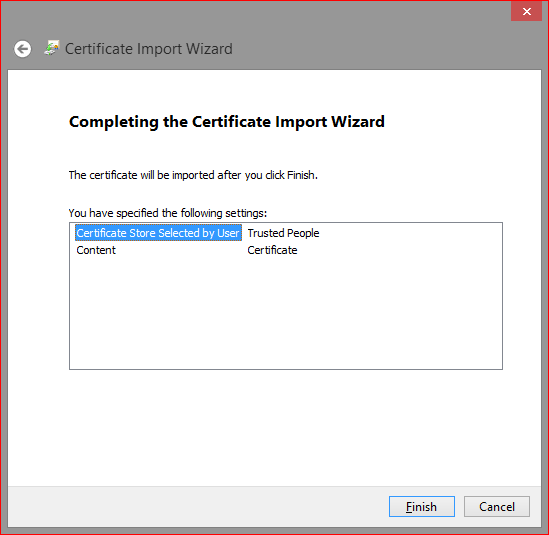 Certificate Import Wizard
Completing the Certificate Import Wizard
The certificate will be imported after you click Finish.
You have specified the following settings:
Certificate Store Selected by User Trusted People
Content Certificate
Finish Cancel